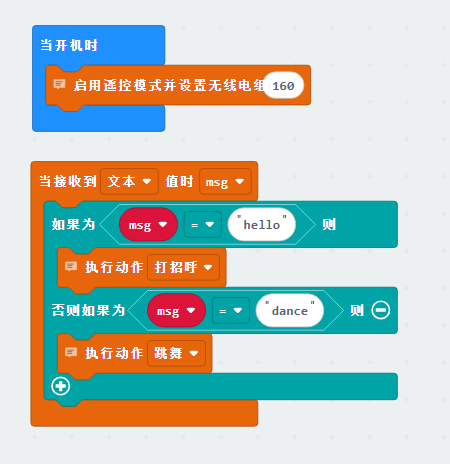 当开机时
启用遥控模式并设置无线电组 160
当接收到 文本 值时 msg
如果为 msg = "hello" 则
执行动作 打招呼
否则如果为 msg = "dance" 则
执行动作 跳舞